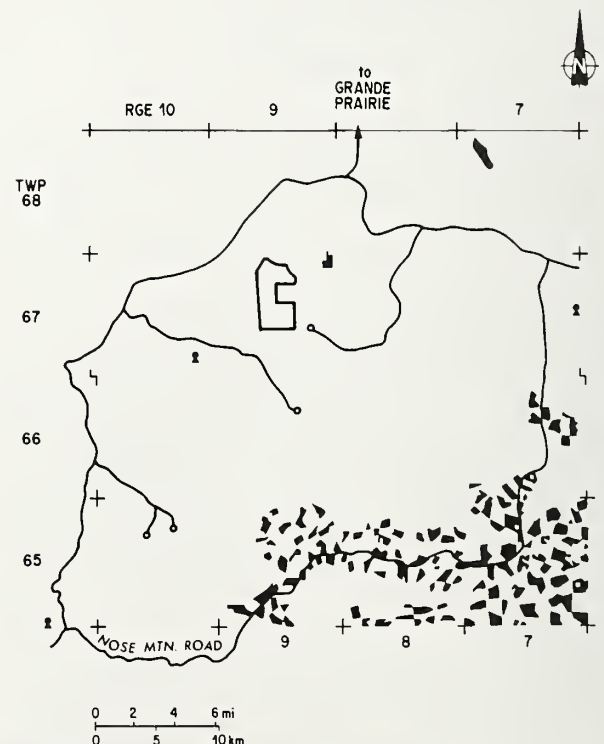 N
to
GRANDE
PRAIRIE
RGE 10 9 7
TWP
68
67
66
65
NOSE MTN. ROAD
9 8 7
0 2 4 6 mi
0 5 10 km